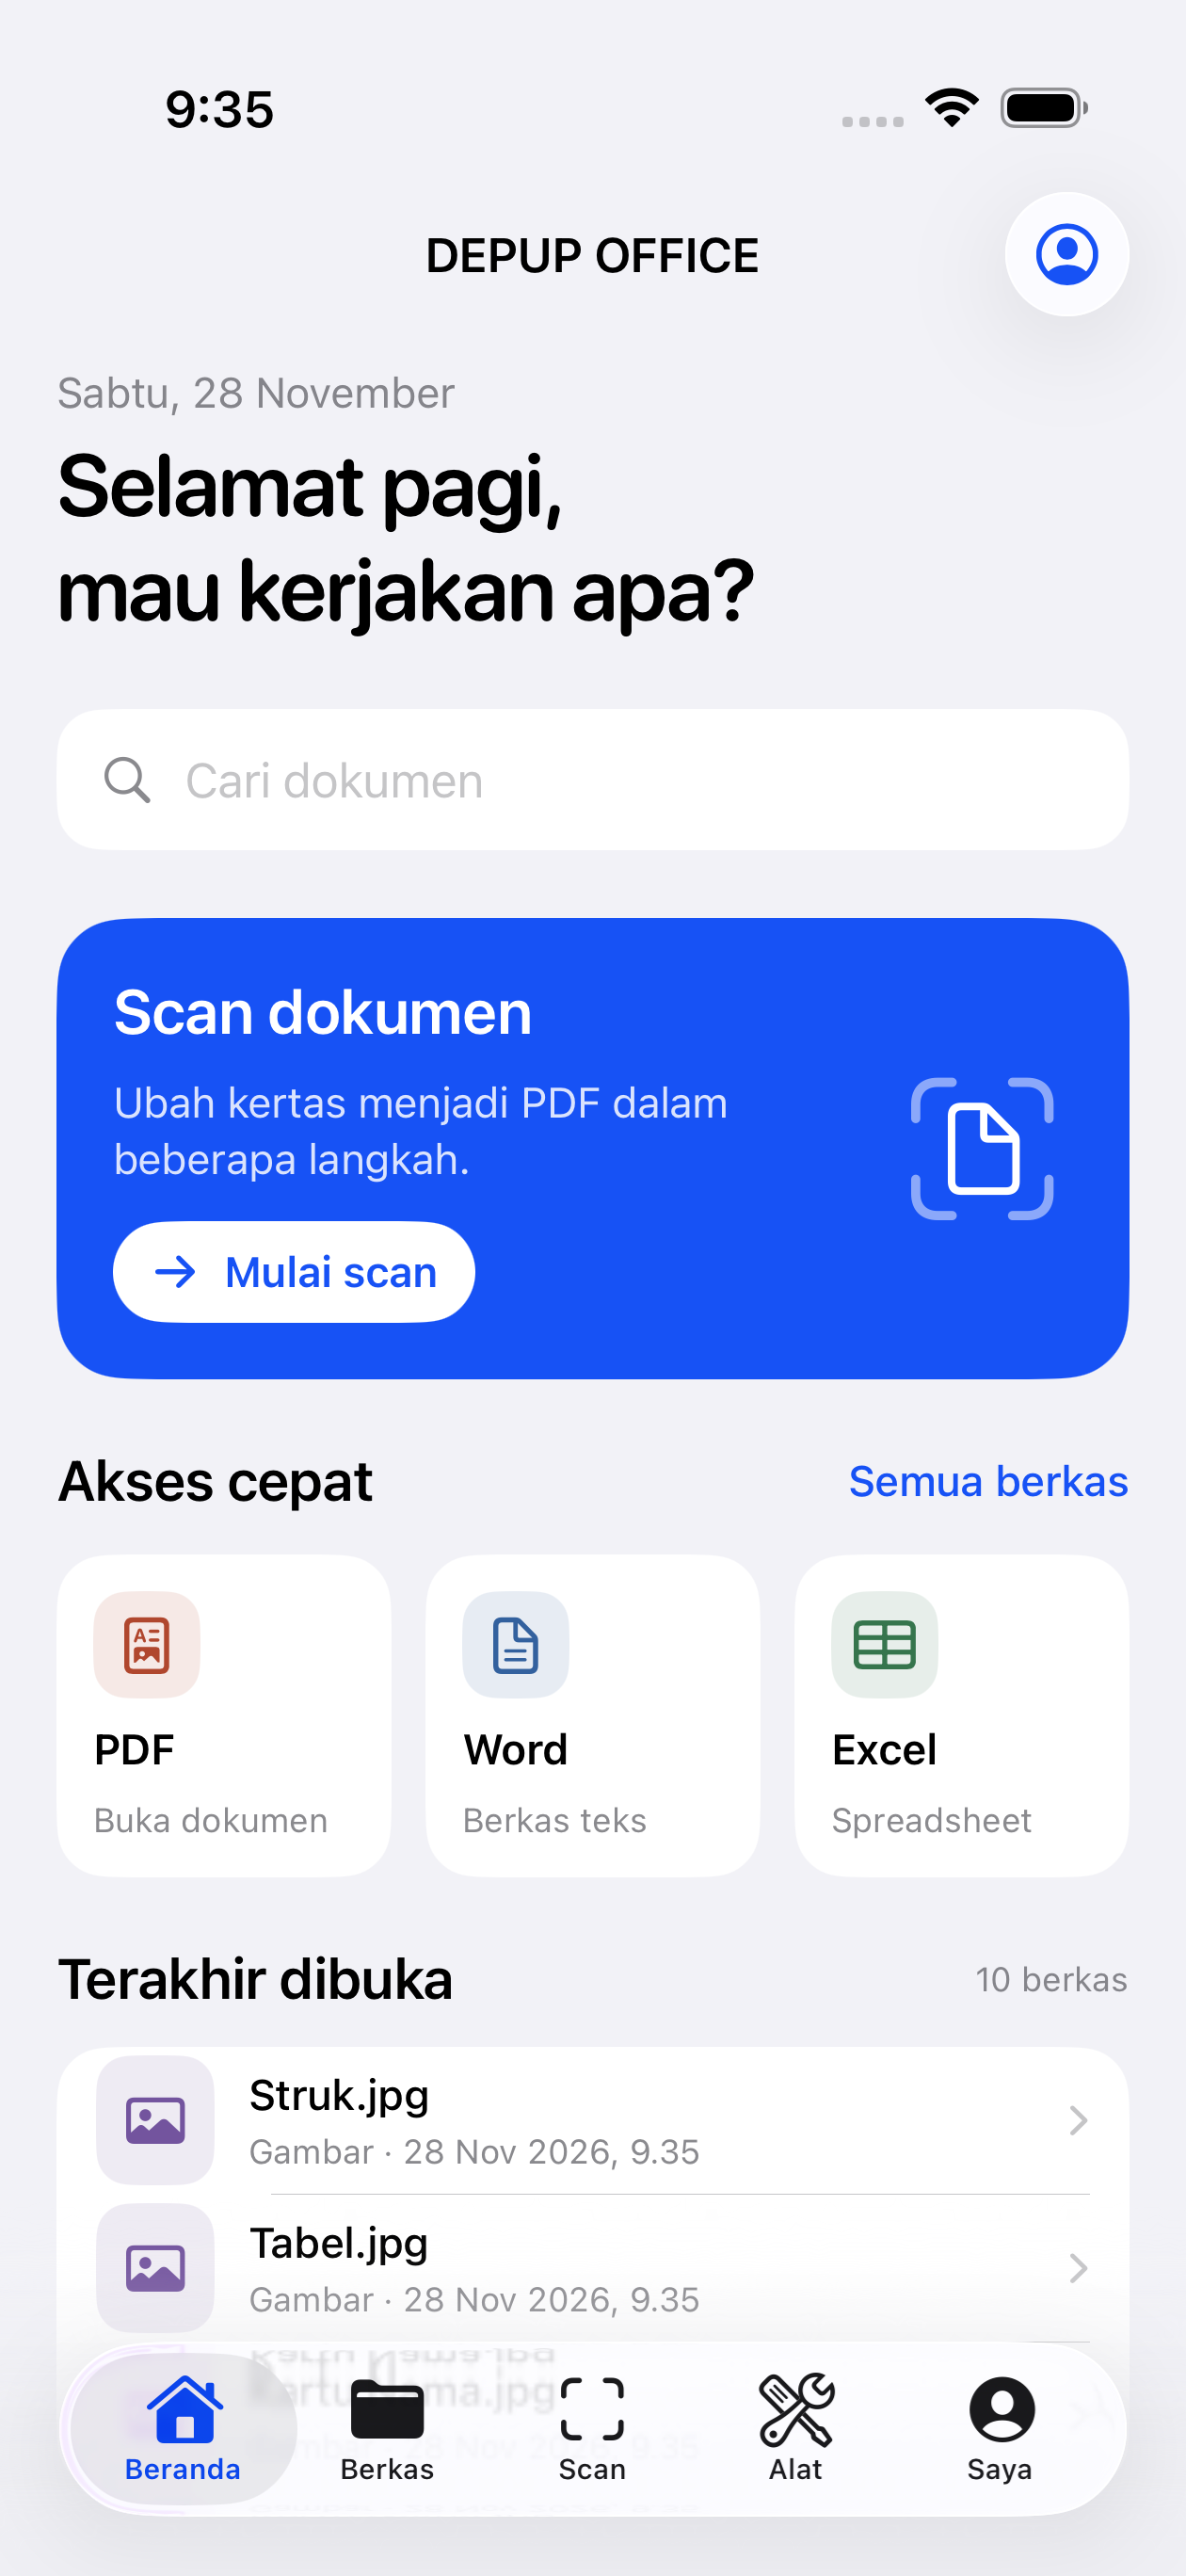 9:35
DEPUP OFFICE
Sabtu, 28 November
Selamat pagi,
mau kerjakan apa?
Cari dokumen
Scan dokumen
Ubah kertas menjadi PDF dalam
beberapa langkah.
Mulai scan
Akses cepat
Semua berkas
PDF
Word
Excel
Buka dokumen
Berkas teks
Spreadsheet
Terakhir dibuka
10 berkas
Struk.jpg
Gambar · 28 Nov 2026, 9.35
Tabel.jpg
Gambar · 28 Nov 2026, 9.35
Beranda
Berkas
Scan
Alat
Saya